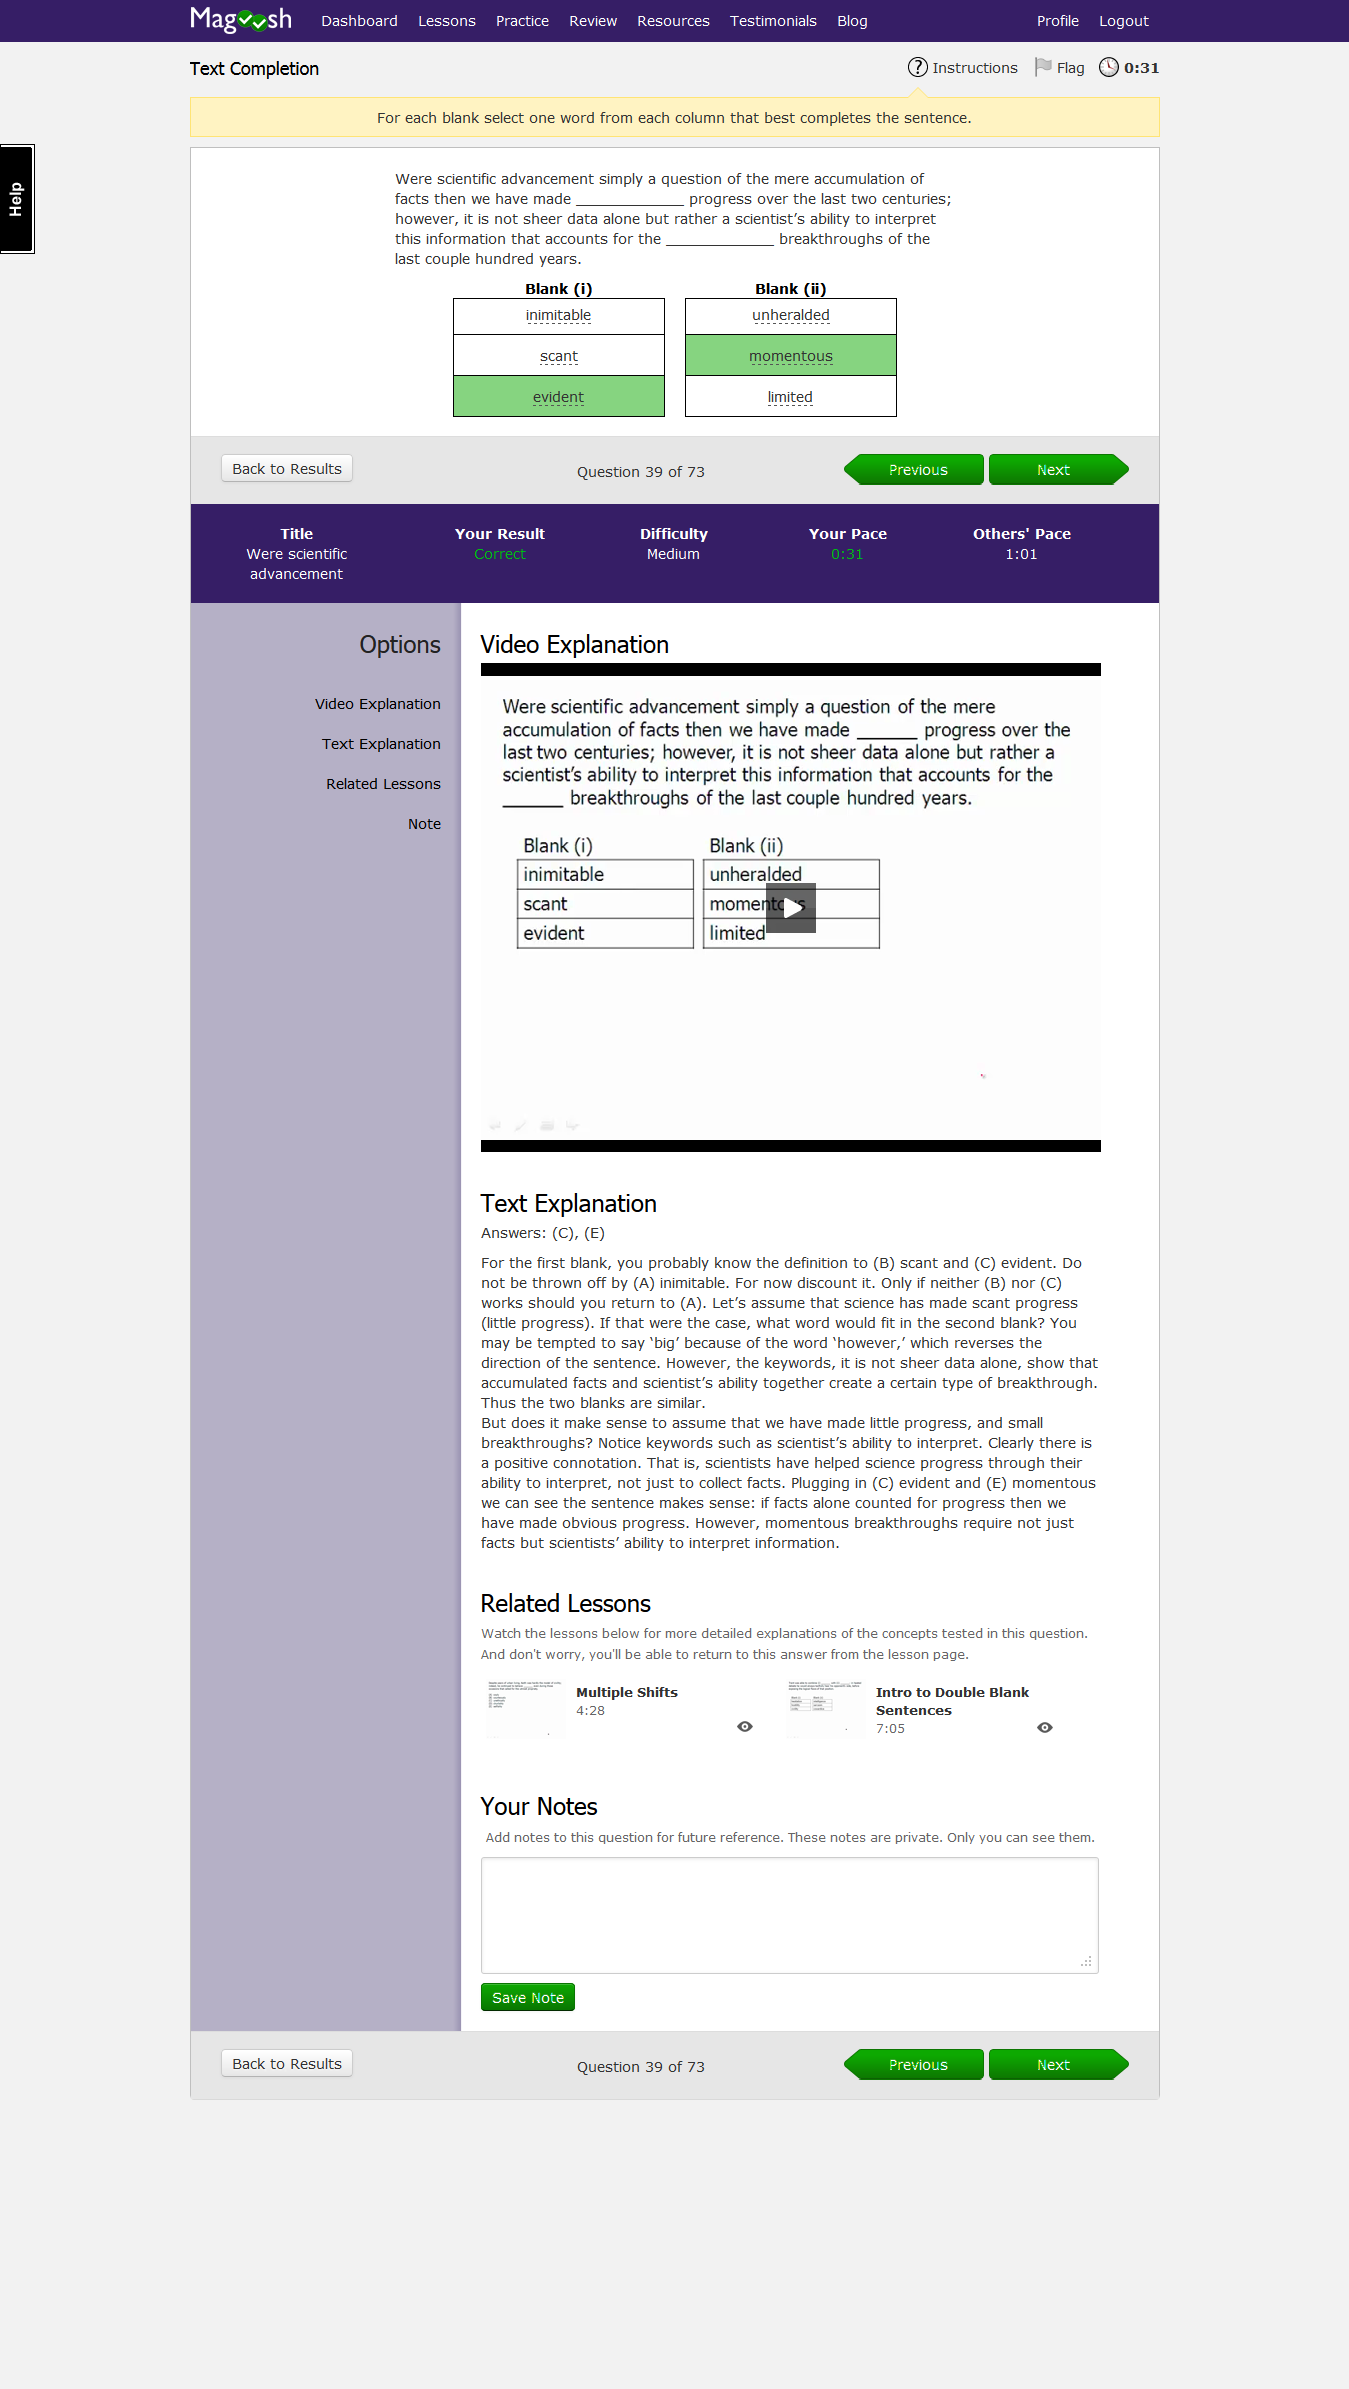 Magoosh Dashboard Lessons Practice Review Resources Testimonials Blog Profile Logout
Text Completion Instructions Flag 0:31
For each blank select one word from each column that best completes the sentence.
Help
Were scientific advancement simply a question of the mere accumulation of
facts then we have made ____________ progress over the last two centuries;
however, it is not sheer data alone but rather a scientist’s ability to interpret
this information that accounts for the ____________ breakthroughs of the
last couple hundred years.
Blank (i) Blank (ii)
inimitable unheralded
scant momentous
evident limited
Back to Results Question 39 of 73 Previous Next
Title Your Result Difficulty Your Pace Others' Pace
Were scientific Correct Medium 0:31 1:01
advancement
Options
Video Explanation
Text Explanation
Related Lessons
Note
Video Explanation
Were scientific advancement simply a question of the mere
accumulation of facts then we have made ______ progress over the
last two centuries; however, it is not sheer data alone but rather a
scientist’s ability to interpret this information that accounts for the
______ breakthroughs of the last couple hundred years.
Blank (i) Blank (ii)
inimitable unheralded
scant momentous
evident limited
Text Explanation
Answers: (C), (E)
For the first blank, you probably know the definition to (B) scant and (C) evident. Do
not be thrown off by (A) inimitable. For now discount it. Only if neither (B) nor (C)
works should you return to (A). Let’s assume that science has made scant progress
(little progress). If that were the case, what word would fit in the second blank? You
may be tempted to say ‘big’ because of the word ‘however,’ which reverses the
direction of the sentence. However, the keywords, it is not sheer data alone, show that
accumulated facts and scientist’s ability together create a certain type of breakthrough.
Thus the two blanks are similar.
But does it make sense to assume that we have made little progress, and small
breakthroughs? Notice keywords such as scientist’s ability to interpret. Clearly there is
a positive connotation. That is, scientists have helped science progress through their
ability to interpret, not just to collect facts. Plugging in (C) evident and (E) momentous
we can see the sentence makes sense: if facts alone counted for progress then we
have made obvious progress. However, momentous breakthroughs require not just
facts but scientists’ ability to interpret information.
Related Lessons
Watch the lessons below for more detailed explanations of the concepts tested in this question.
And don't worry, you'll be able to return to this answer from the lesson page.
Multiple Shifts
4:28
Intro to Double Blank
Sentences
7:05
Your Notes
Add notes to this question for future reference. These notes are private. Only you can see them.
Save Note
Back to Results Question 39 of 73 Previous Next